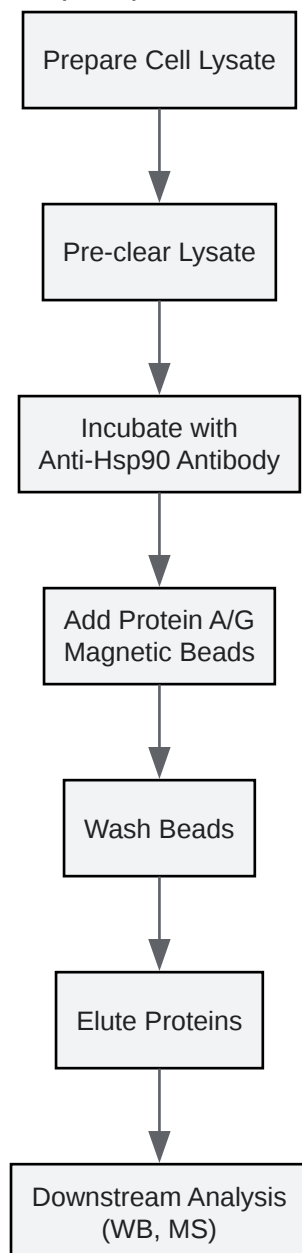 Prepare Cell Lysate
Pre-clear Lysate
Incubate with
Anti-Hsp90 Antibody
Add Protein A/G
Magnetic Beads
Wash Beads
Elute Proteins
Downstream Analysis
(WB, MS)